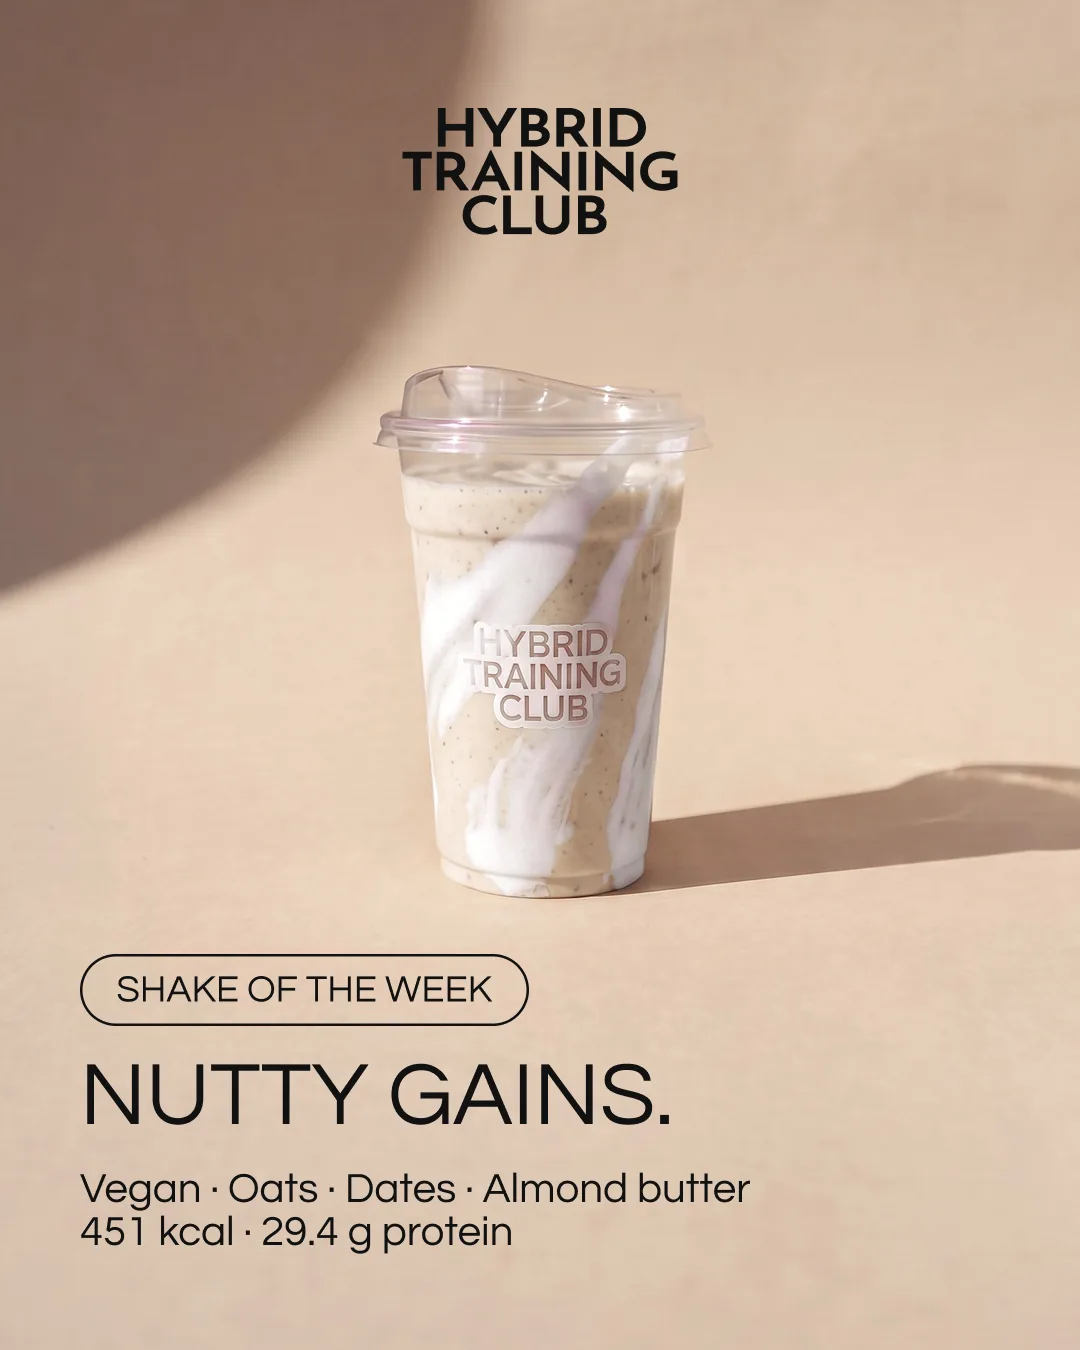 HYBRID
TRAINING
CLUB
HYBRID
TRAINING
CLUB
SHAKE OF THE WEEK
NUTTY GAINS.
Vegan · Oats · Dates · Almond butter
451 kcal · 29.4 g protein